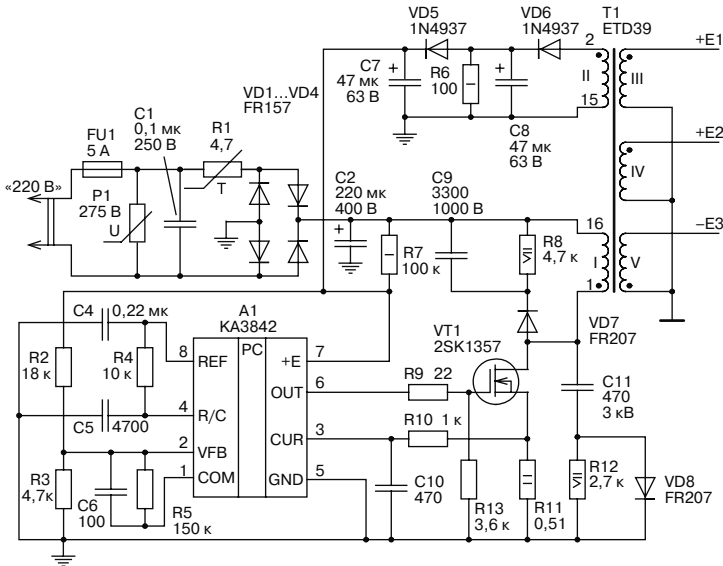 VD5
1N4937
VD6
1N4937
T1
ETD39
+E1
2
II
III
15
C7
47 мк
63 В
+
R6
100
+
C8
47 мк
63 В
VD1...VD4
FR157
C1
0,1 мк
250 В
R1
4,7
T
FU1
5 А
«220 В»
P1
275 В
U
C2
220 мк
400 В
+
C9
3300
1000 В
+E2
IV
R7
100 к
VII
R8
4,7 к
16
I
1
–E3
V
C4
0,22 мк
A1
KA3842
VT1
2SK1357
VD7
FR207
R2
18 к
R4
10 к
8
REF
PC
+E
7
OUT
6
R9 22
R/C
4
C5
4700
CUR
3
R10 1 к
C11
470
3 кВ
2
VFB
1
COM
GND
5
R3
4,7к
C6
100
R5
150 к
C10
470
R13
3,6 к
II
R11
0,51
VII
R12
2,7 к
VD8
FR207